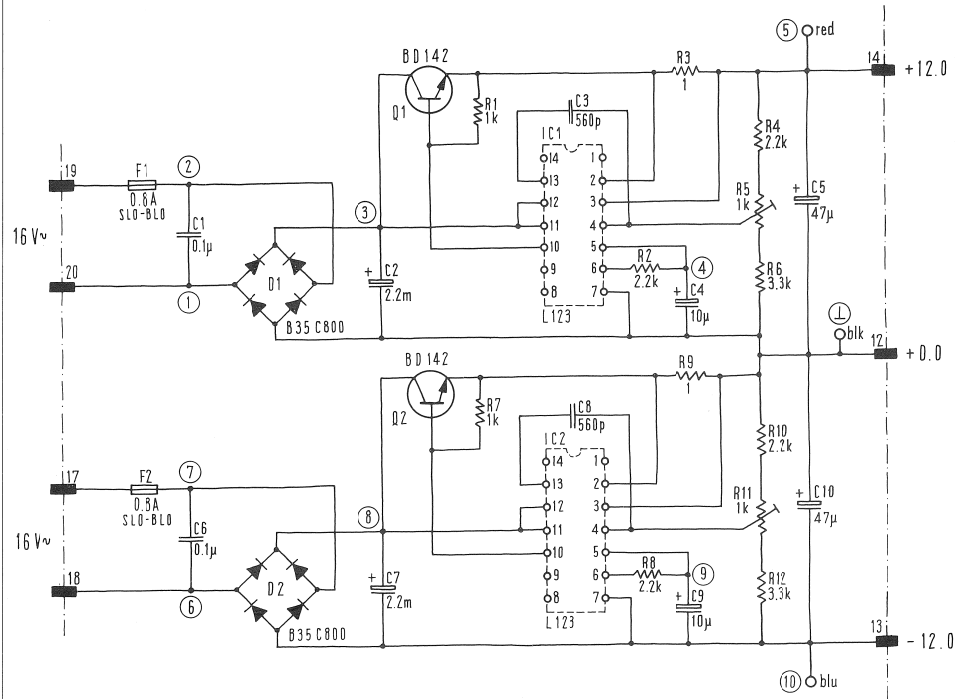 ⑤ red
14
+12.0
BD142
Q1
R1
1k
R3
1
C3
560p
IC1
14
13
12
11
10
9
8
1
2
3
4
5
6
7
L123
R4
2.2k
R5
1k
R6
3.3k
C5
47µ
+
19
F1
0.8A
SLO-BLO
②
C1
0.1µ
16V~
20
①
D1
B35 C800
③
+
C2
2.2m
R2
2.2k
④
+
C4
10µ
⊥
blk
12
+0.0
BD142
Q2
R7
1k
R9
1
C8
560p
IC2
14
13
12
11
10
9
8
1
2
3
4
5
6
7
L123
R10
2.2k
R11
1k
R12
3.3k
+
C10
47µ
17
F2
0.8A
SLO-BLO
⑦
C6
0.1µ
16V~
18
⑥
D2
B35 C800
⑧
+
C7
2.2m
R8
2.2k
⑨
+
C9
10µ
13
-12.0
⑩ blu